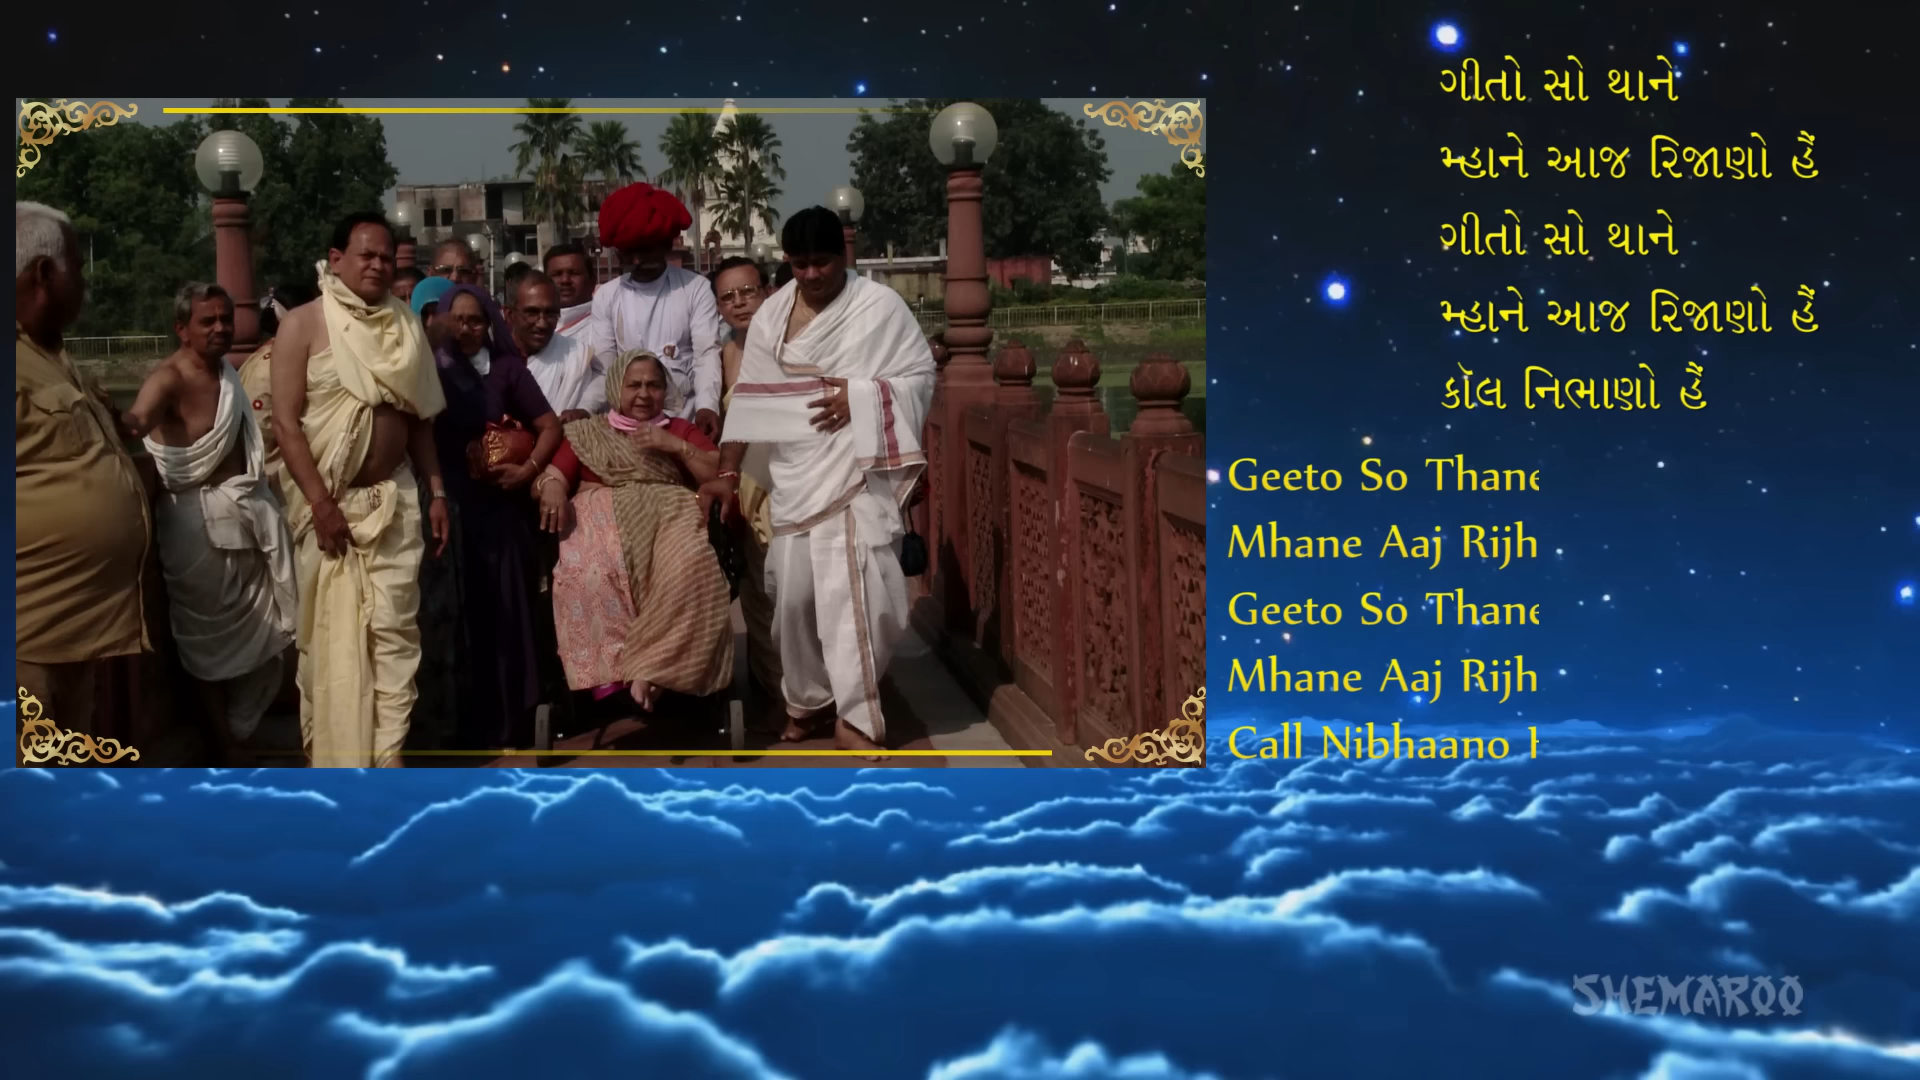 ગીતો સો થાને
મ્હાને આજ રિજાણો હૈં
ગીતો સો થાને
મ્હાને આજ રિજાણો હૈં
કૉલ નિભાણો હૈં
Geeto So Thane
Mhane Aaj Rijh
Geeto So Thane
Mhane Aaj Rijh
Call Nibhaano
SHEMAROO